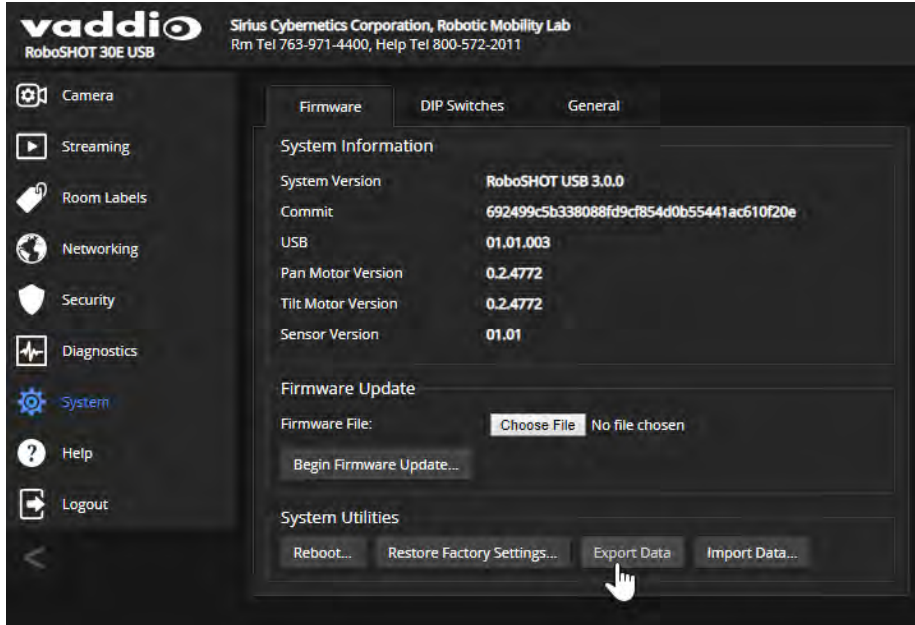 vaddio
RoboSHOT 30E USB
Sirius Cybernetics Corporation, Robotic Mobility Lab
Rm Tel 763-971-4400, Help Tel 800-572-2011
Camera
Streaming
Room Labels
Networking
Security
Diagnostics
System
Help
Logout
Firmware DIP Switches General
System Information
System Version RoboSHOT USB 3.0.0
Commit 692499c5b338088fd9cf854d0b55441ac610f20e
USB 01.01.003
Pan Motor Version 0.2.4772
Tilt Motor Version 0.2.4772
Sensor Version 01.01
Firmware Update
Firmware File: Choose File No file chosen
Begin Firmware Update...
System Utilities
Reboot... Restore Factory Settings... Export Data Import Data...